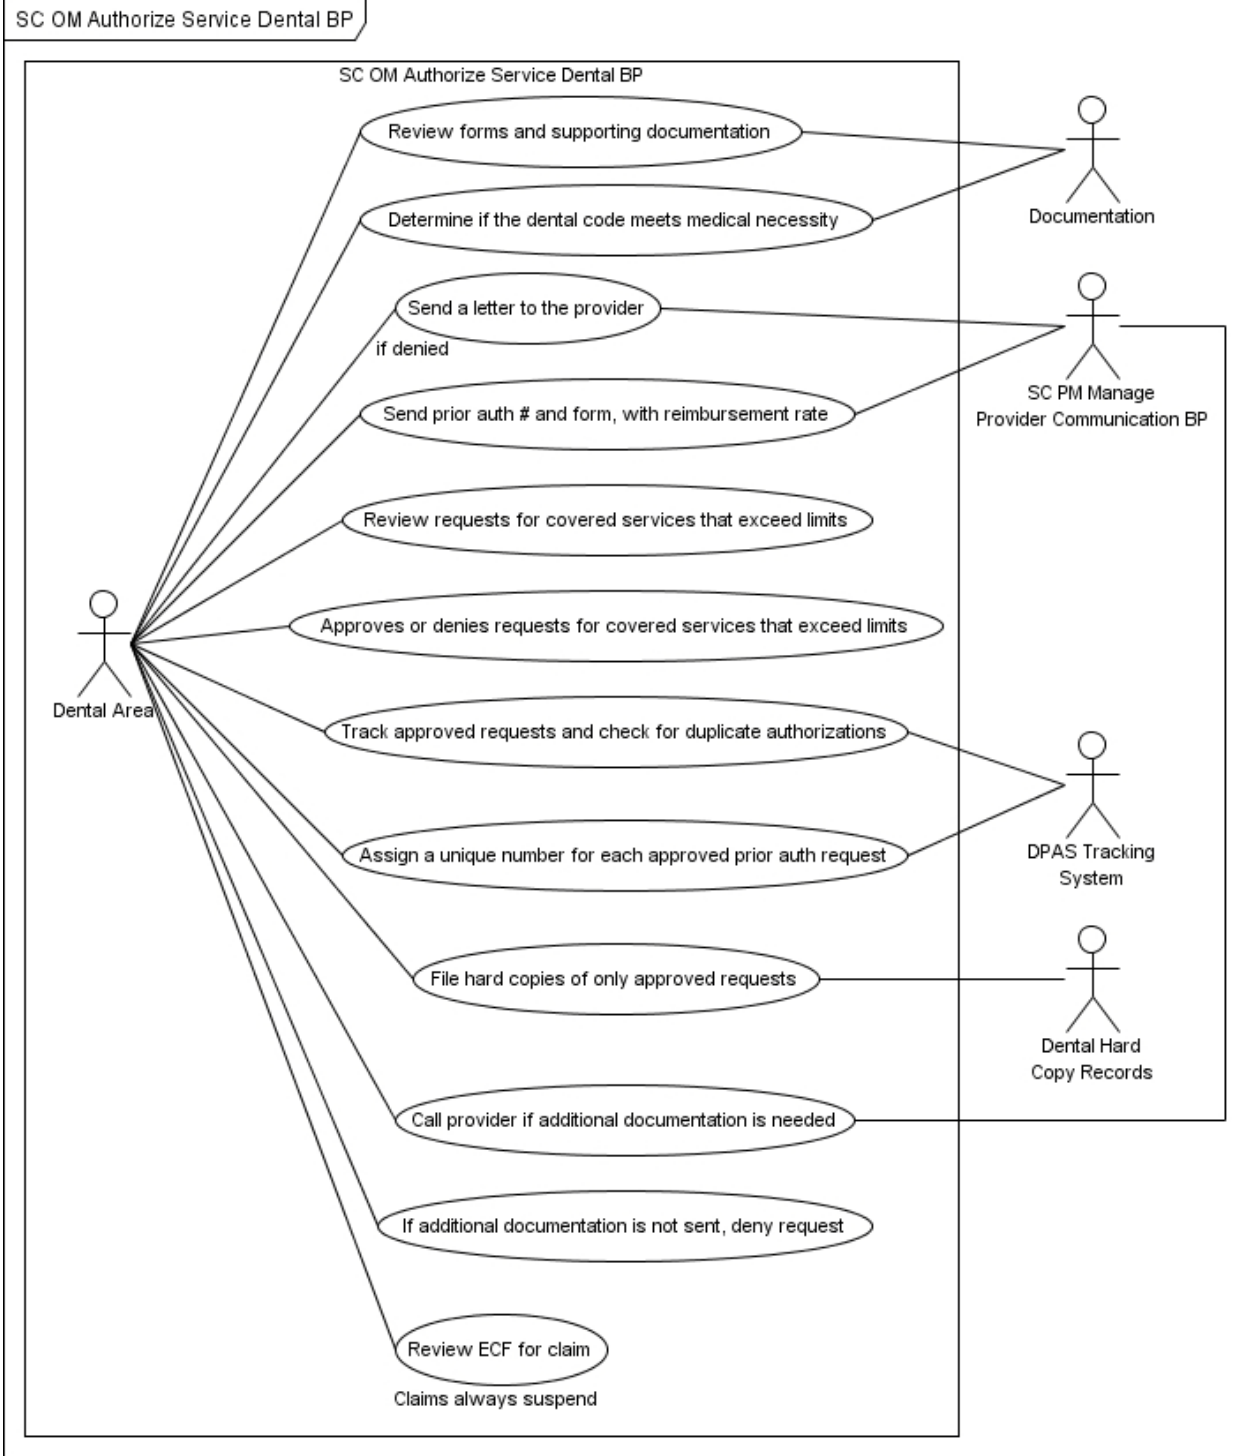 SC OM Authorize Service Dental BP
SC OM Authorize Service Dental BP
Review forms and supporting documentation
Documentation
Determine if the dental code meets medical necessity
Send a letter to the provider
if denied
SC PM Manage
Provider Communication BP
Send prior auth # and form, with reimbursement rate
Review requests for covered services that exceed limits
Approves or denies requests for covered services that exceed limits
Dental Area
Track approved requests and check for duplicate authorizations
Assign a unique number for each approved prior auth request
DPAS Tracking
System
File hard copies of only approved requests
Dental Hard
Copy Records
Call provider if additional documentation is needed
If additional documentation is not sent, deny request
Review ECF for claim
Claims always suspend